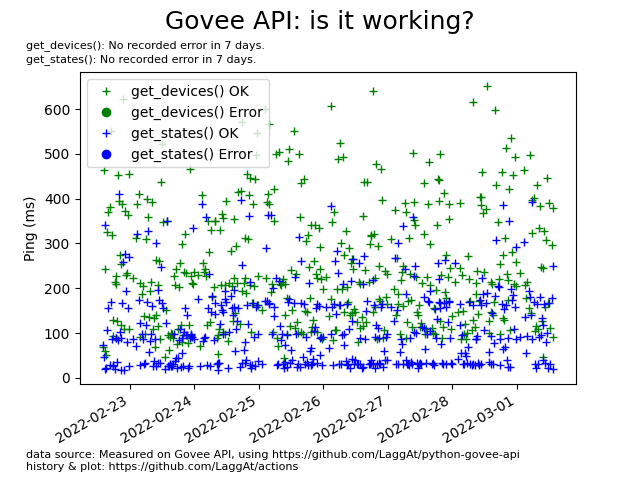 Govee API: is it working?
get_devices(): No recorded error in 7 days.
get_states(): No recorded error in 7 days.
get_devices() OK
get_devices() Error
get_states() OK
get_states() Error
Ping (ms)
600
500
400
300
200
100
0
2022-02-23
2022-02-24
2022-02-25
2022-02-26
2022-02-27
2022-02-28
2022-03-01
data source: Measured on Govee API, using https://github.com/LaggAt/python-govee-api
history & plot: https://github.com/LaggAt/actions